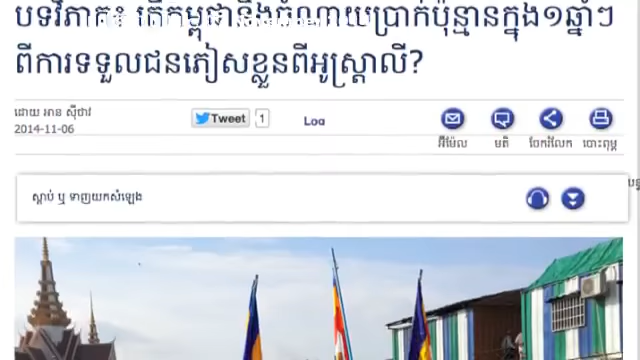 បទវិភាគ៖ តើកម្ពុជានឹងចំណាយប្រាក់ប៉ុន្មានក្នុង១ឆ្នាំៗ
ពីការទទួលជនភៀសខ្លួនពីអូស្ត្រាលី?
ដោយ អាន ស៊ីថាវ
2014-11-06
Tweet
1
Log
អ៊ីម៉ែល
មតិ
ចែករំលែក
បោះពុម្ព
ស្ដាប់ ឬ ទាញយកសំឡេង